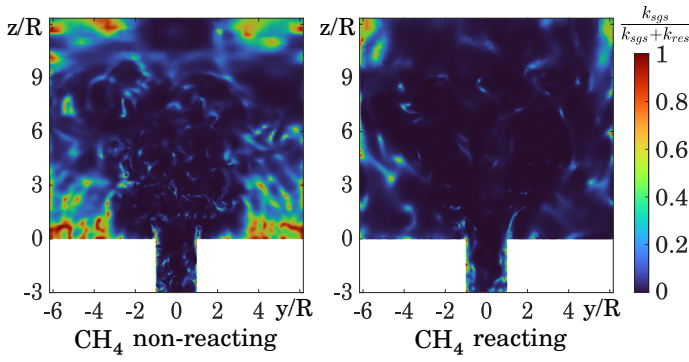 z/R
9
6
3
0
-3
-6 -4 -2 0 2 4 y/R
CH₄ non-reacting
z/R
9
6
3
0
-3
-6 -4 -2 0 2 4 y/R
CH₄ reacting
k_sgs
k_sgs+k_res
1
0.8
0.6
0.4
0.2
0